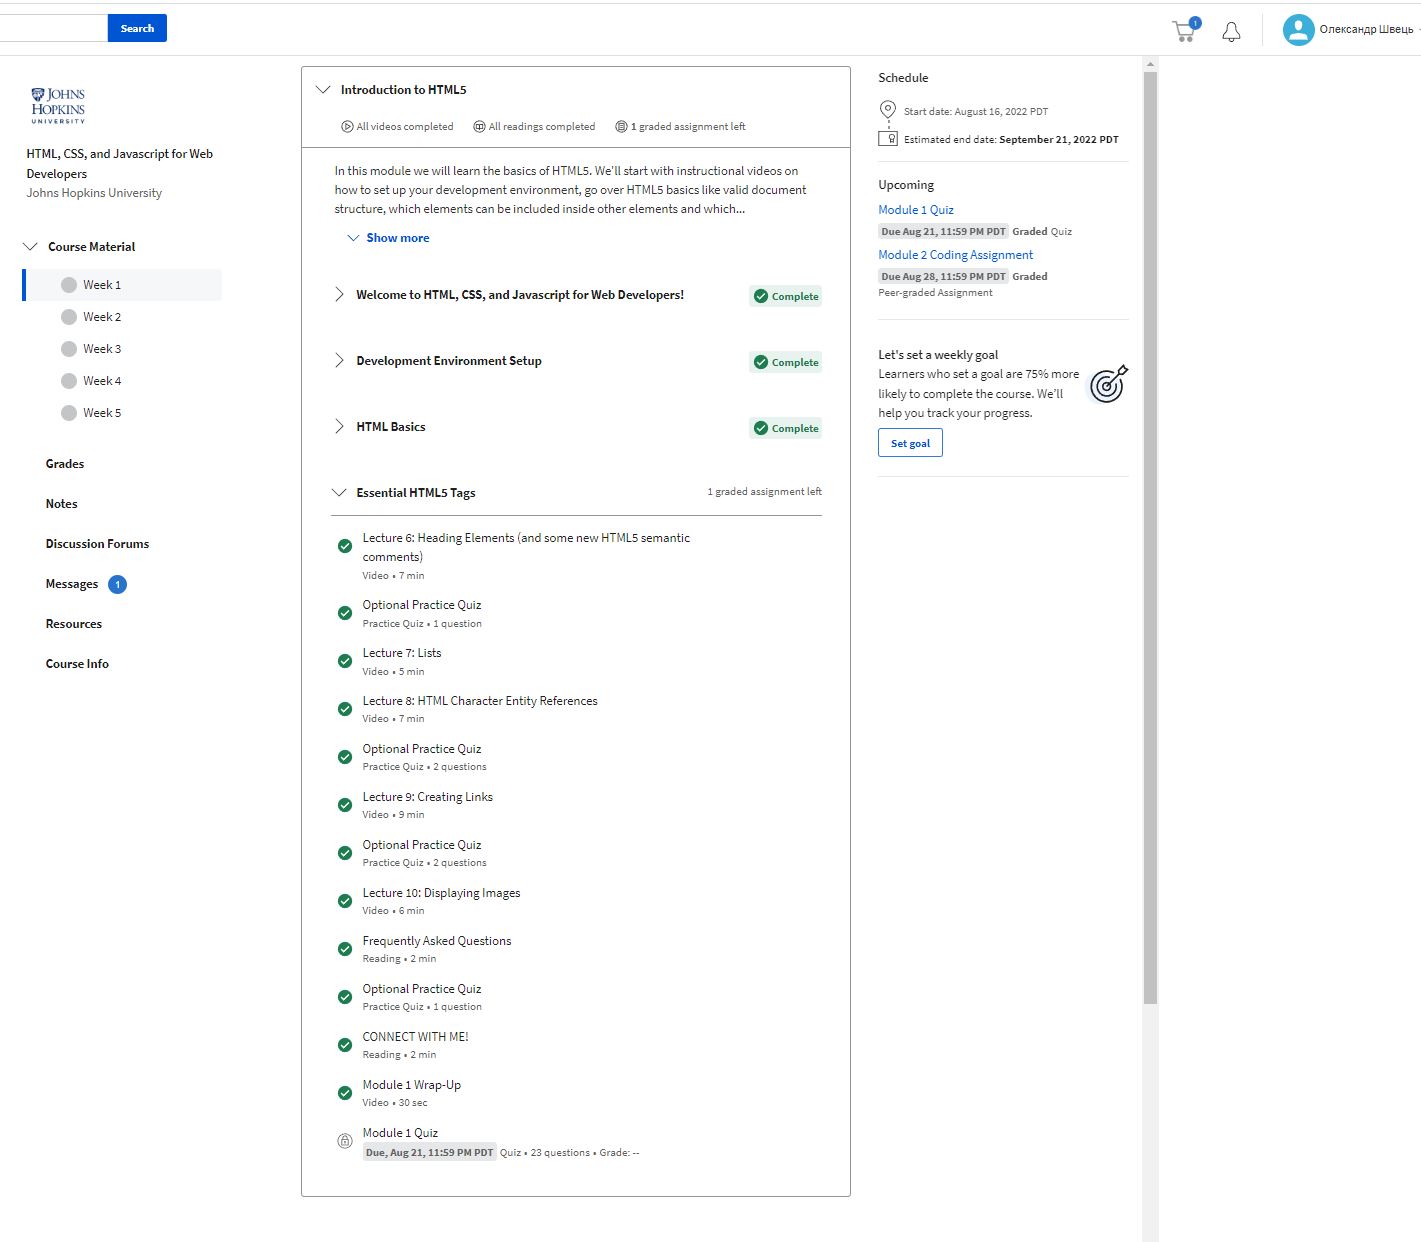 Search
1
Олександр Швець
JOHNS
HOPKINS
UNIVERSITY
HTML, CSS, and Javascript for Web
Developers
Johns Hopkins University
Course Material
Week 1
Week 2
Week 3
Week 4
Week 5
Grades
Notes
Discussion Forums
Messages 1
Resources
Course Info
Introduction to HTML5
All videos completed All readings completed 1 graded assignment left
In this module we will learn the basics of HTML5. We'll start with instructional videos on
how to set up your development environment, go over HTML5 basics like valid document
structure, which elements can be included inside other elements and which...
Show more
Welcome to HTML, CSS, and Javascript for Web Developers! Complete
Development Environment Setup Complete
HTML Basics Complete
Essential HTML5 Tags 1 graded assignment left
Lecture 6: Heading Elements (and some new HTML5 semantic
comments)
Video • 7 min
Optional Practice Quiz
Practice Quiz • 1 question
Lecture 7: Lists
Video • 5 min
Lecture 8: HTML Character Entity References
Video • 7 min
Optional Practice Quiz
Practice Quiz • 2 questions
Lecture 9: Creating Links
Video • 9 min
Optional Practice Quiz
Practice Quiz • 2 questions
Lecture 10: Displaying Images
Video • 6 min
Frequently Asked Questions
Reading • 2 min
Optional Practice Quiz
Practice Quiz • 1 question
CONNECT WITH ME!
Reading • 2 min
Module 1 Wrap-Up
Video • 30 sec
Module 1 Quiz
Due, Aug 21, 11:59 PM PDT Quiz • 23 questions • Grade: --
Schedule
Start date: August 16, 2022 PDT
Estimated end date: September 21, 2022 PDT
Upcoming
Module 1 Quiz
Due Aug 21, 11:59 PM PDT Graded Quiz
Module 2 Coding Assignment
Due Aug 28, 11:59 PM PDT Graded
Peer-graded Assignment
Let's set a weekly goal
Learners who set a goal are 75% more
likely to complete the course. We'll
help you track your progress.
Set goal